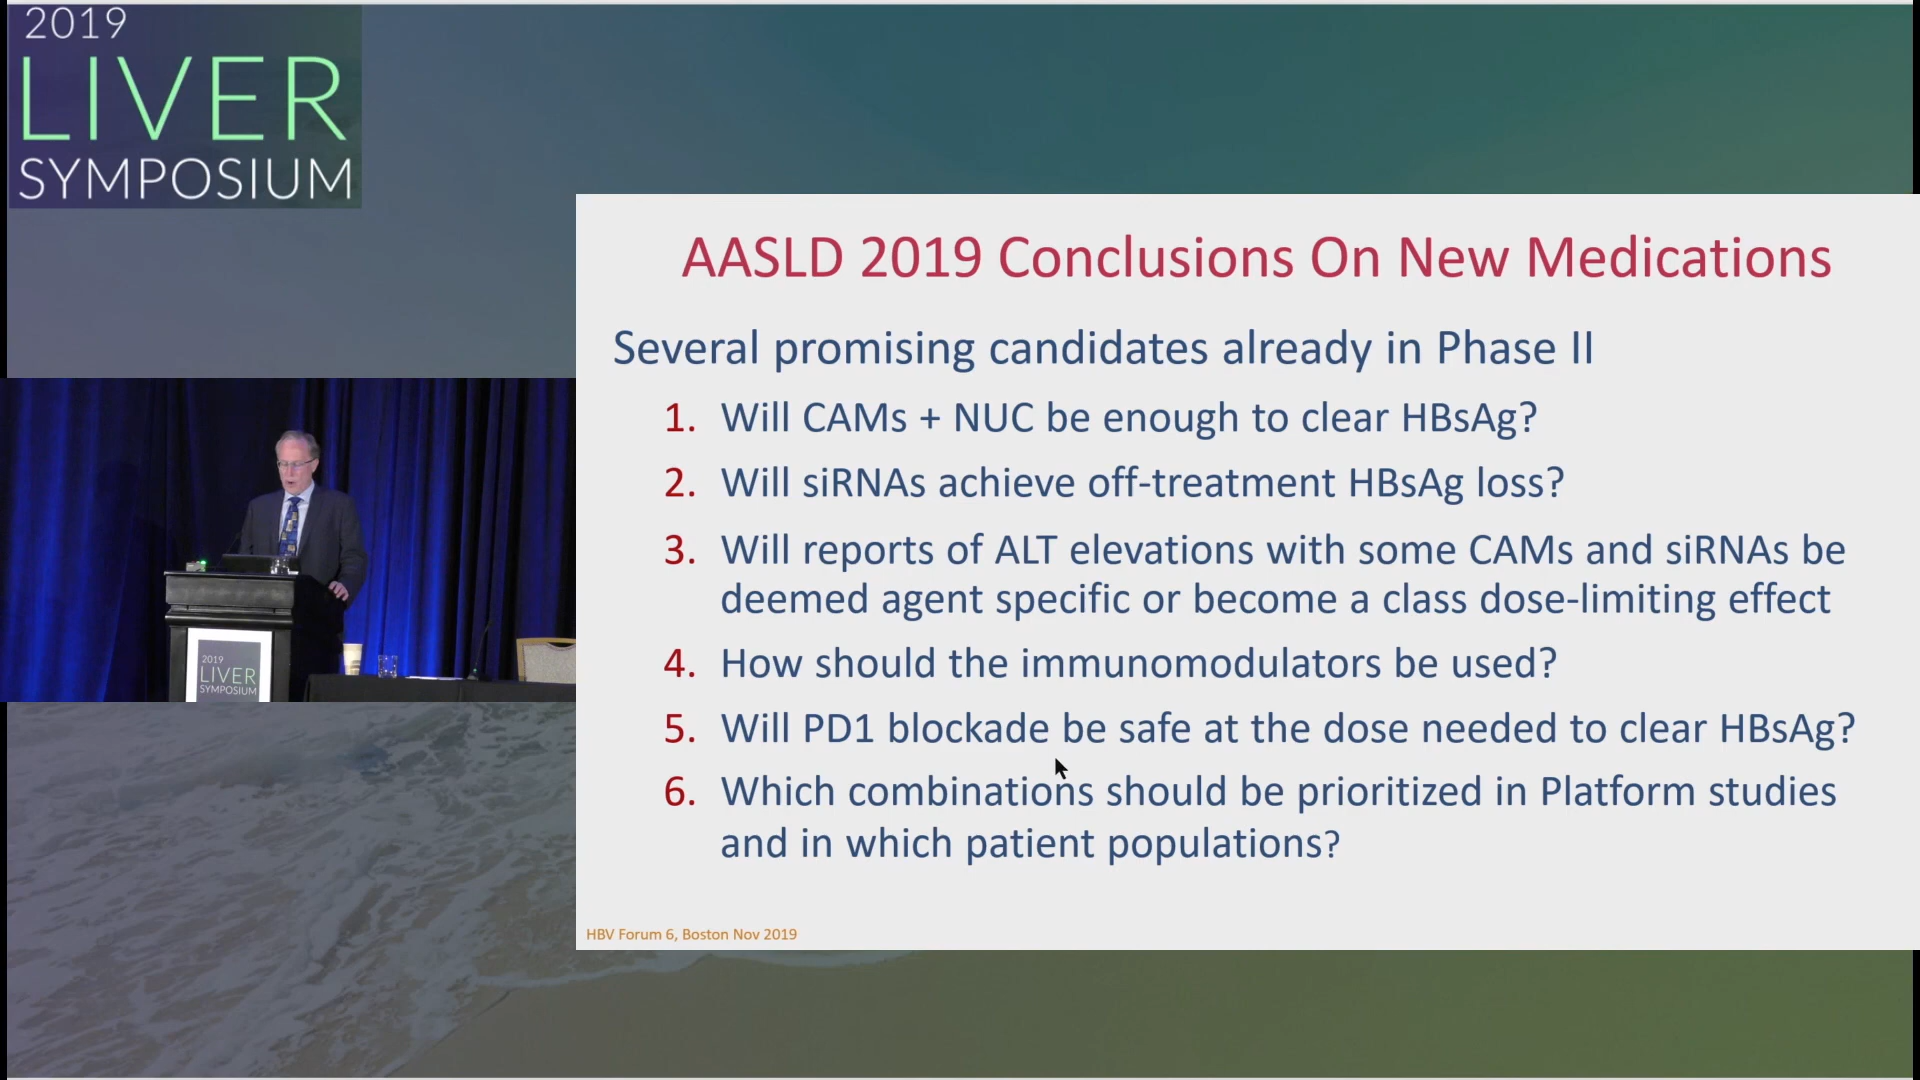 2019
LIVER
SYMPOSIUM
AASLD 2019 Conclusions On New Medications
Several promising candidates already in Phase II
1. Will CAMs + NUC be enough to clear HBsAg?
2. Will siRNAs achieve off-treatment HBsAg loss?
3. Will reports of ALT elevations with some CAMs and siRNAs be
deemed agent specific or become a class dose-limiting effect
4. How should the immunomodulators be used?
5. Will PD1 blockade be safe at the dose needed to clear HBsAg?
6. Which combinations should be prioritized in Platform studies
and in which patient populations?
HBV Forum 6, Boston Nov 2019
2019
LIVER
SYMPOSIUM